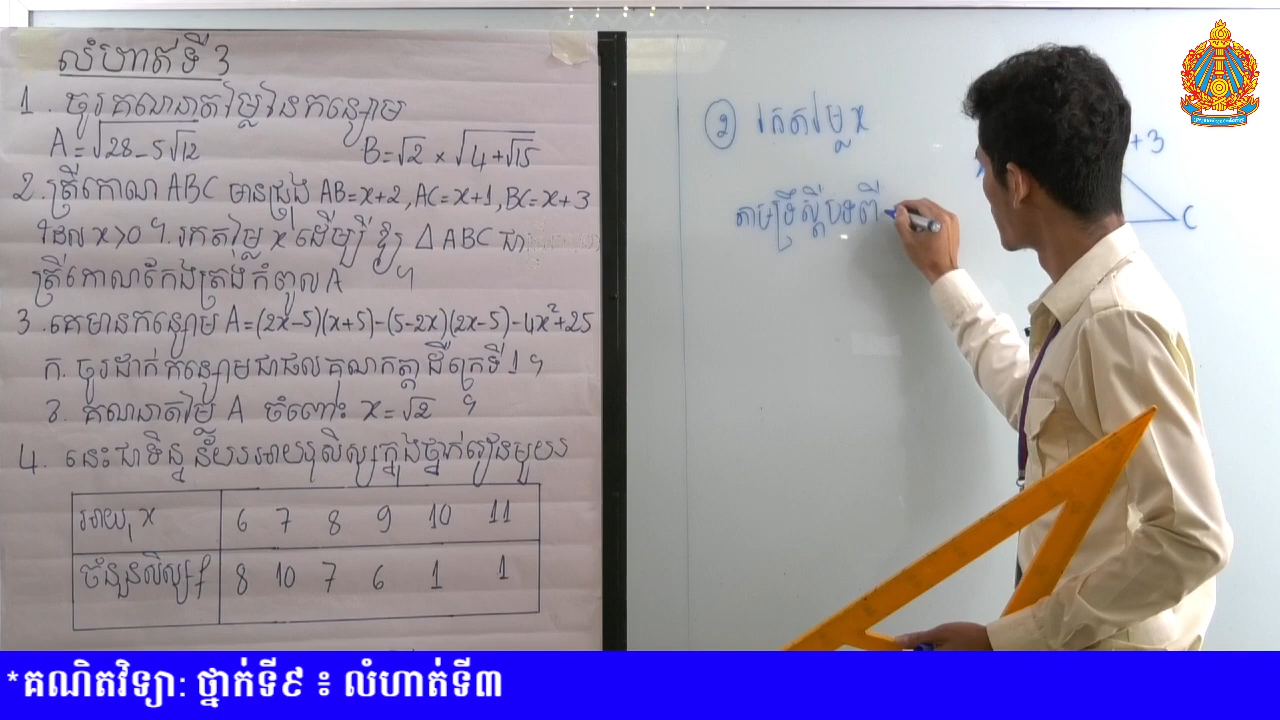 លំហាត់ទី 3
1. ចូរគណនាតម្លៃនៃកន្សោម
A = √28-5√12 B = √2 × √4+√15
2. ត្រីកោណ ABC មានជ្រុង AB=x+2, AC=x+1, BC=x+3
ដែល x>0 ។ រកតម្លៃ x ដើម្បីឱ្យ Δ ABC ជា
ត្រីកោណកែងត្រង់កំពូល A ។
3. គេមានកន្សោម A=(2x-5)(x+5)-(5-2x)(2x-5)-4x²+25
ក. ចូរដាក់កន្សោមជាផលគុណកត្តាដឺក្រេទី 1 ។
ខ. គណនាតម្លៃ A ចំពោះ x = √2 ។
4. នេះជាទិន្នន័យអាយុសិស្សក្នុងថ្នាក់រៀនមួយ
អាយុ x 6 7 8 9 10 11
ចំនួនសិស្ស f 8 10 7 6 1 1
២ រកតម្លៃ x
តាមទ្រឹស្តីបទពី
+3
C
*គណិតវិទ្យា: ថ្នាក់ទី៩ ៖ លំហាត់ទី៣